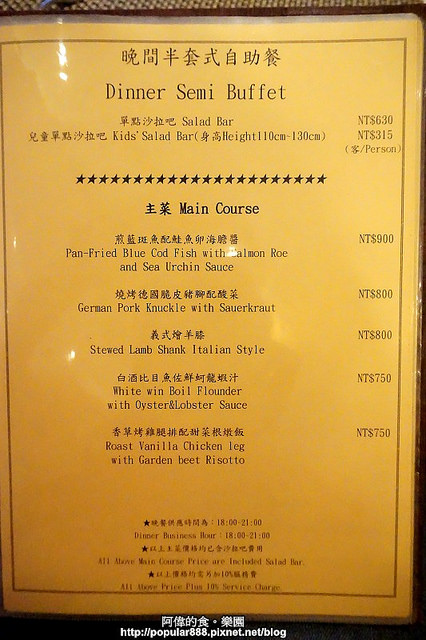 晚間半套式自助餐
Dinner Semi Buffet
單點沙拉吧 Salad Bar NT$630
兒童單點沙拉吧 Kids' Salad Bar(身高Height110cm~130cm) NT$315
(客/Person)
★★★★★★★★★★★★★★★★★★★★★★
主菜 Main Course
煎藍斑魚配鮭魚卵海膽醬 NT$900
Pan-Fried Blue Cod Fish with Salmon Roe
and Sea Urchin Sauce
燒烤德國脆皮豬腳配酸菜 NT$800
German Pork Knuckle with Sauerkraut
義式燴羊膝 NT$800
Stewed Lamb Shank Italian Style
白酒比目魚佐鮮蚵龍蝦汁 NT$750
White win Boil Flounder
with Oyster&Lobster Sauce
香草烤雞腿排配甜菜根燉飯 NT$750
Roast Vanilla Chicken leg
with Garden beet Risotto
★晚餐供應時間為：18:00-21:00
Dinner Business Hour：18:00-21:00
★以上主菜價格均已含沙拉吧費用
All Above Main Course Price are Included Salad Bar.
★以上價格均需另加10%服務費
All Above Price Plus 10% Service Charge.
阿偉的食。樂園
http://popular888.pixnet.net/blog